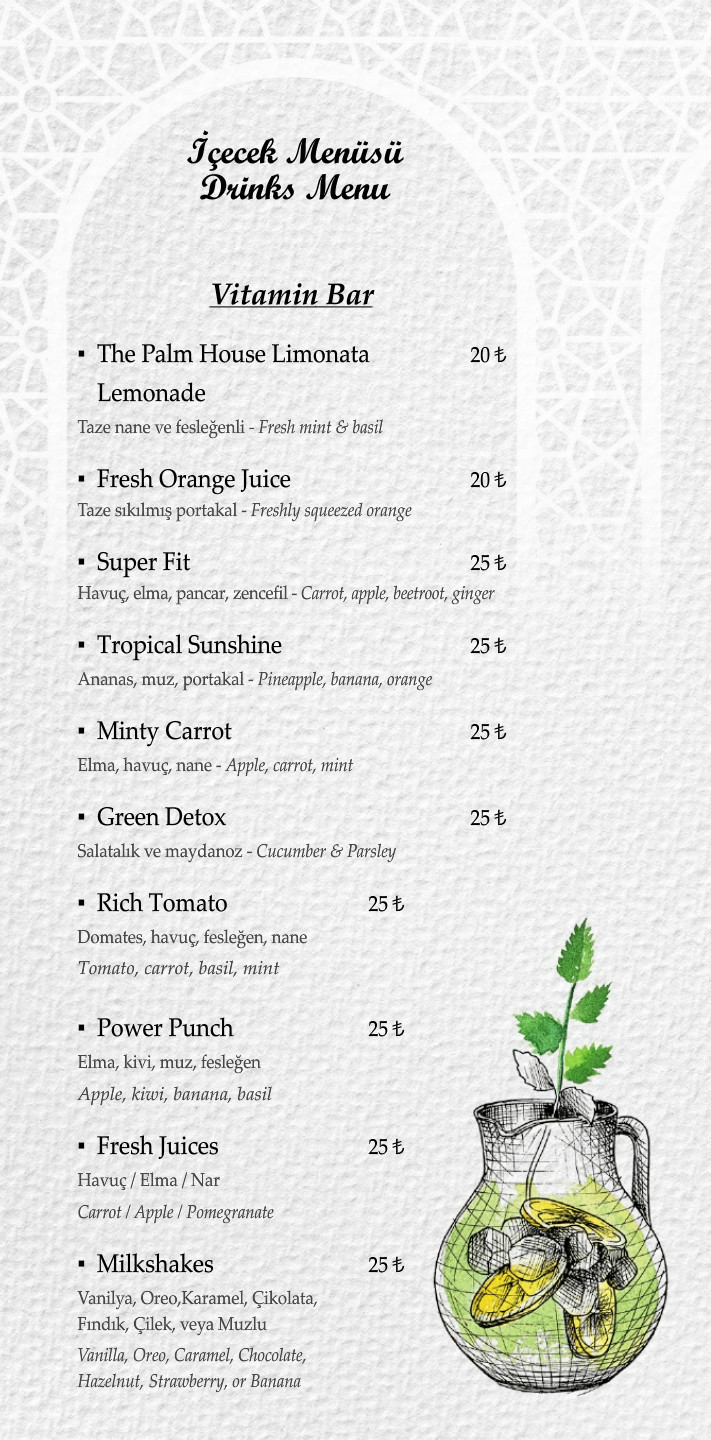 İçecek Menüsü
Drinks Menu
Vitamin Bar
▪ The Palm House Limonata 20 ₺
Lemonade
Taze nane ve fesleğenli - Fresh mint & basil
▪ Fresh Orange Juice 20 ₺
Taze sıkılmış portakal - Freshly squeezed orange
▪ Super Fit 25 ₺
Havuç, elma, pancar, zencefil - Carrot, apple, beetroot, ginger
▪ Tropical Sunshine 25 ₺
Ananas, muz, portakal - Pineapple, banana, orange
▪ Minty Carrot 25 ₺
Elma, havuç, nane - Apple, carrot, mint
▪ Green Detox 25 ₺
Salatalık ve maydanoz - Cucumber & Parsley
▪ Rich Tomato 25 ₺
Domates, havuç, fesleğen, nane
Tomato, carrot, basil, mint
▪ Power Punch 25 ₺
Elma, kivi, muz, fesleğen
Apple, kiwi, banana, basil
▪ Fresh Juices 25 ₺
Havuç / Elma / Nar
Carrot / Apple / Pomegranate
▪ Milkshakes 25 ₺
Vanilya, Oreo,Karamel, Çikolata,
Fındık, Çilek, veya Muzlu
Vanilla, Oreo, Caramel, Chocolate,
Hazelnut, Strawberry, or Banana